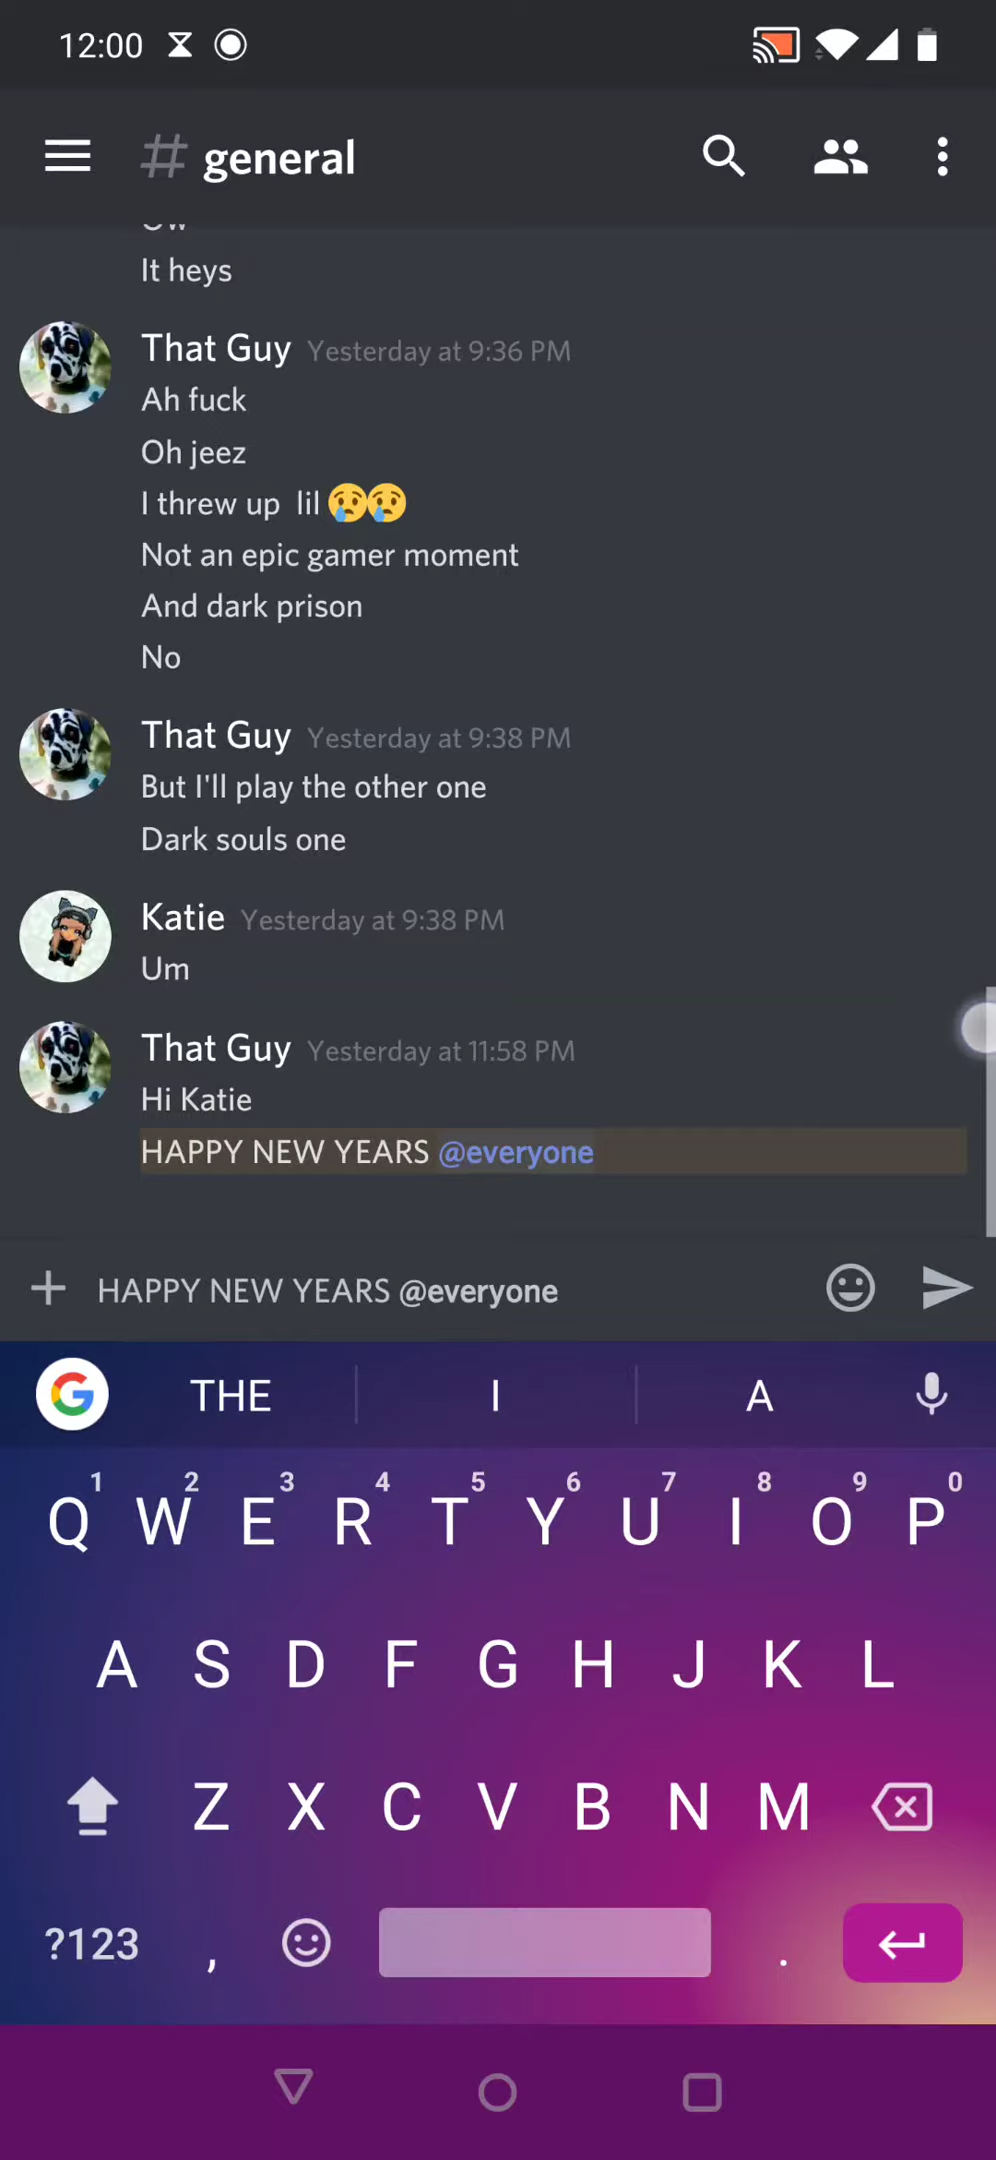 12:00
# general
Ow
It heys
That Guy Yesterday at 9:36 PM
Ah fuck
Oh jeez
I threw up  lil 😢😢
Not an epic gamer moment
And dark prison
No
That Guy Yesterday at 9:38 PM
But I'll play the other one
Dark souls one
Katie Yesterday at 9:38 PM
Um
That Guy Yesterday at 11:58 PM
Hi Katie
HAPPY NEW YEARS @everyone
HAPPY NEW YEARS @everyone
THE I A
1 2 3 4 5 6 7 8 9 0
Q W E R T Y U I O P
A S D F G H J K L
Z X C V B N M
?123 , .